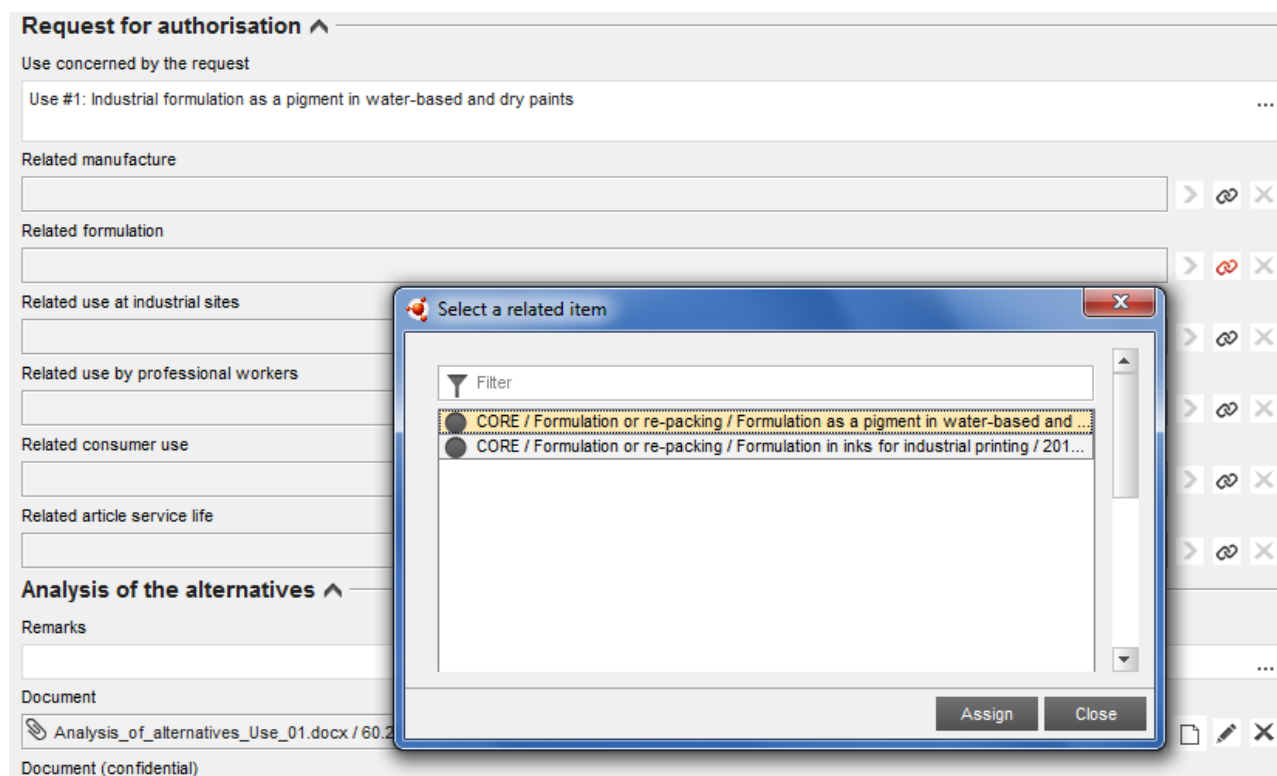 Request for authorisation
Use concerned by the request
Use #1: Industrial formulation as a pigment in water-based and dry paints
...
Related manufacture
Related formulation
Related use at industrial sites
Related use by professional workers
Related consumer use
Related article service life
Select a related item
Filter
CORE / Formulation or re-packing / Formulation as a pigment in water-based and ...
CORE / Formulation or re-packing / Formulation in inks for industrial printing / 201...
Assign Close
Analysis of the alternatives
Remarks
...
Document
Analysis_of_alternatives_Use_01.docx / 60.2
Document (confidential)